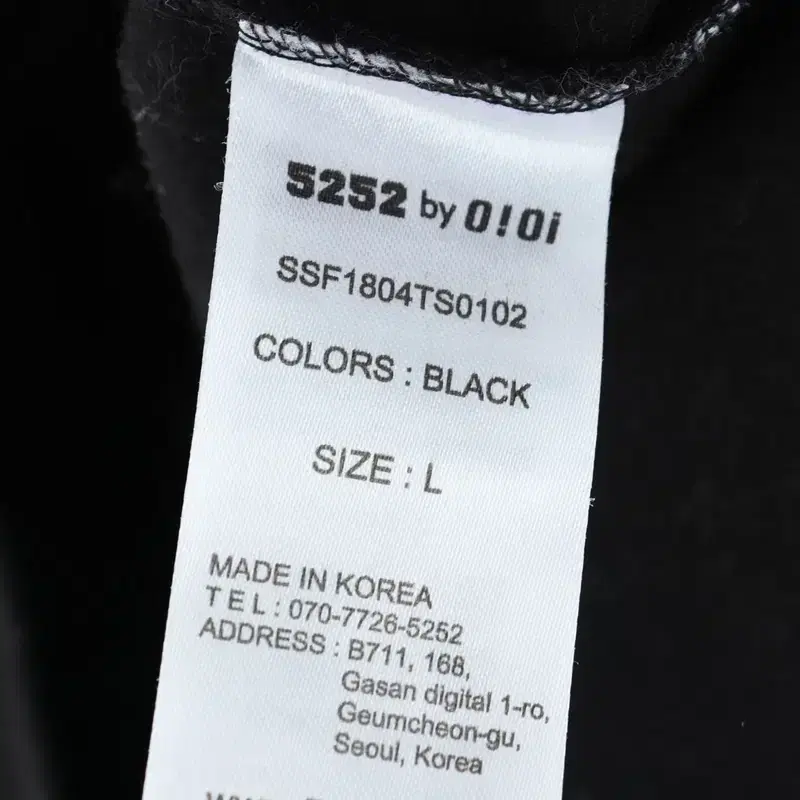 5252 by O!Oi
SSF1804TS0102
COLORS : BLACK
SIZE : L
MADE IN KOREA
T E L : 070-7726-5252
ADDRESS : B711, 168,
Gasan digital 1-ro,
Geumcheon-gu,
Seoul, Korea